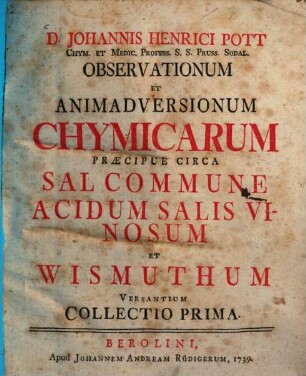 D. JOHANNIS HENRICI POTT
CHYM. ET MEDIC. PROFESS. S. S. PRUSS. SODAL.
OBSERVATIONUM
ET
ANIMADVERSIONUM
CHYMICARUM
PRÆCIPUE CIRCA
SAL COMMUNE
ACIDUM SALIS VI-
NOSUM
ET
WISMUTHUM
VERSANTIUM
COLLECTIO PRIMA.
BEROLINI,
Apud JOHANNEM ANDREAM RÜDIGERUM, 1739.